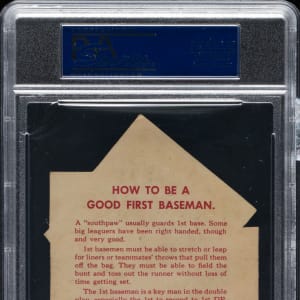 PSA
HOW TO BE A
GOOD FIRST BASEMAN.
A "southpaw" usually guards 1st base. Some
big leaguers have been right handed, though
and very good.
1st basemen must be able to stretch or leap
for liners or teammates' throws that pull them
off the bag. They must be able to field the
bunt and toss out the runner without loss of
time getting set.
The 1st baseman is a key man in the double